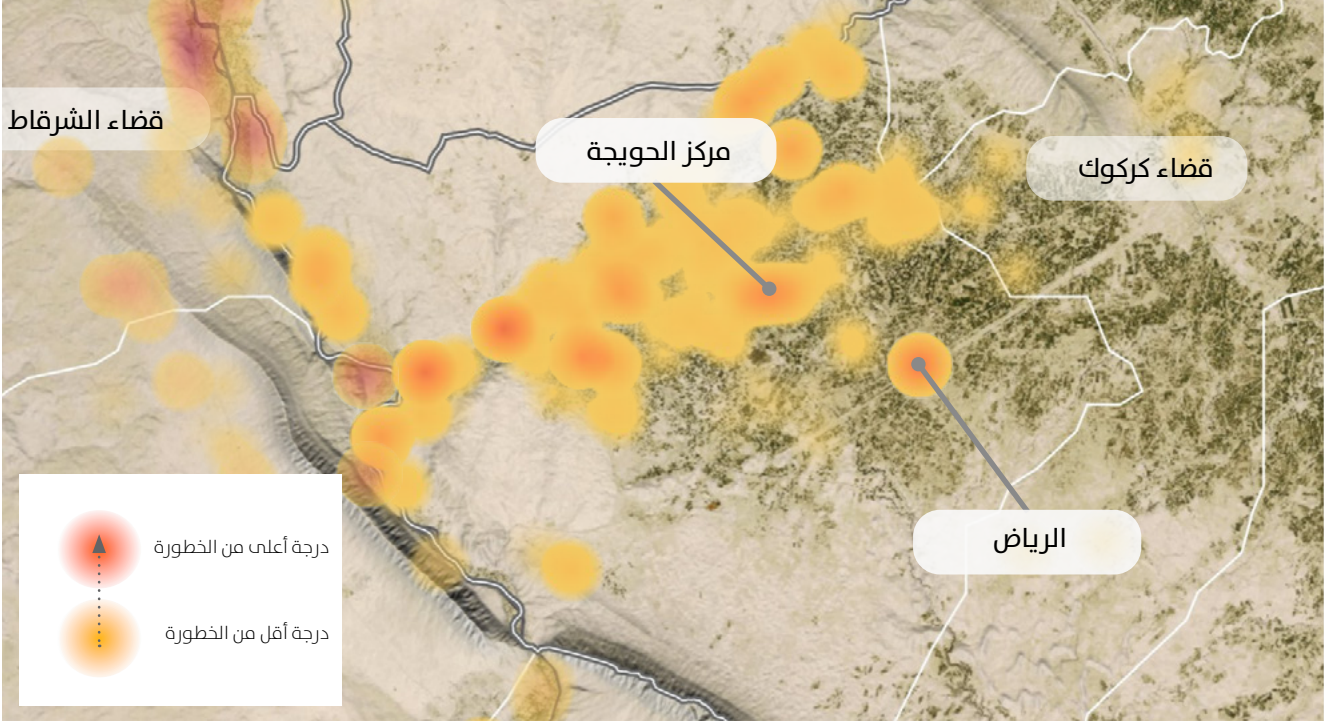 قضاء الشرقاط
مركز الحويجة
قضاء كركوك
الرياض
درجة أعلى من الخطورة
درجة أقل من الخطورة